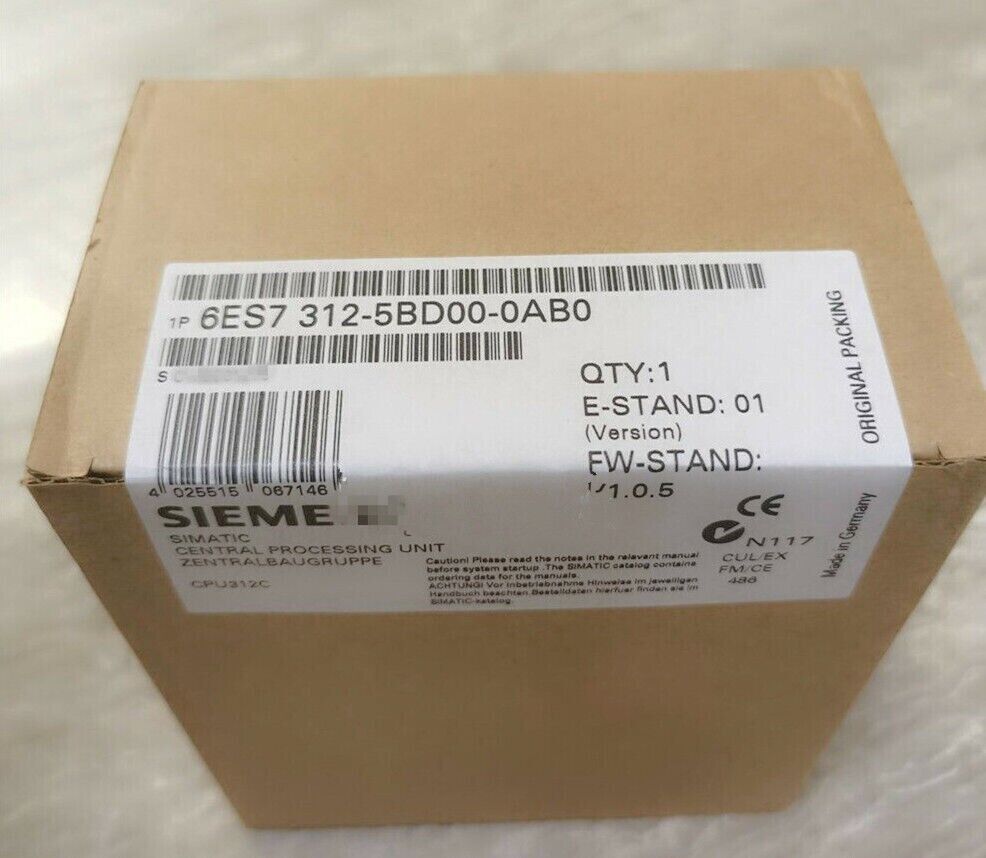 1P 6ES7 312-5BD00-0AB0
S
QTY:1
E-STAND: 01
(Version)
FW-STAND:
V1.0.5
4 025515 067146
SIEME
SIMATIC
CENTRAL PROCESSING UNIT
ZENTRALBAUGRUPPE
CPU312C
Caution! Please read the notes in the relevant manual
before system startup .The SIMATIC catalog contains
ordering data for the manuals.
ACHTUNG! Vor Inbetriebnahme Hinweise im jeweiligen
Handbuch beachten.Bestelldaten hierfuer finden sie im
SIMATIC-katalog.
CE
N117
CUL/EX
FM/CE
486
Made in Germany
ORIGINAL PACKING